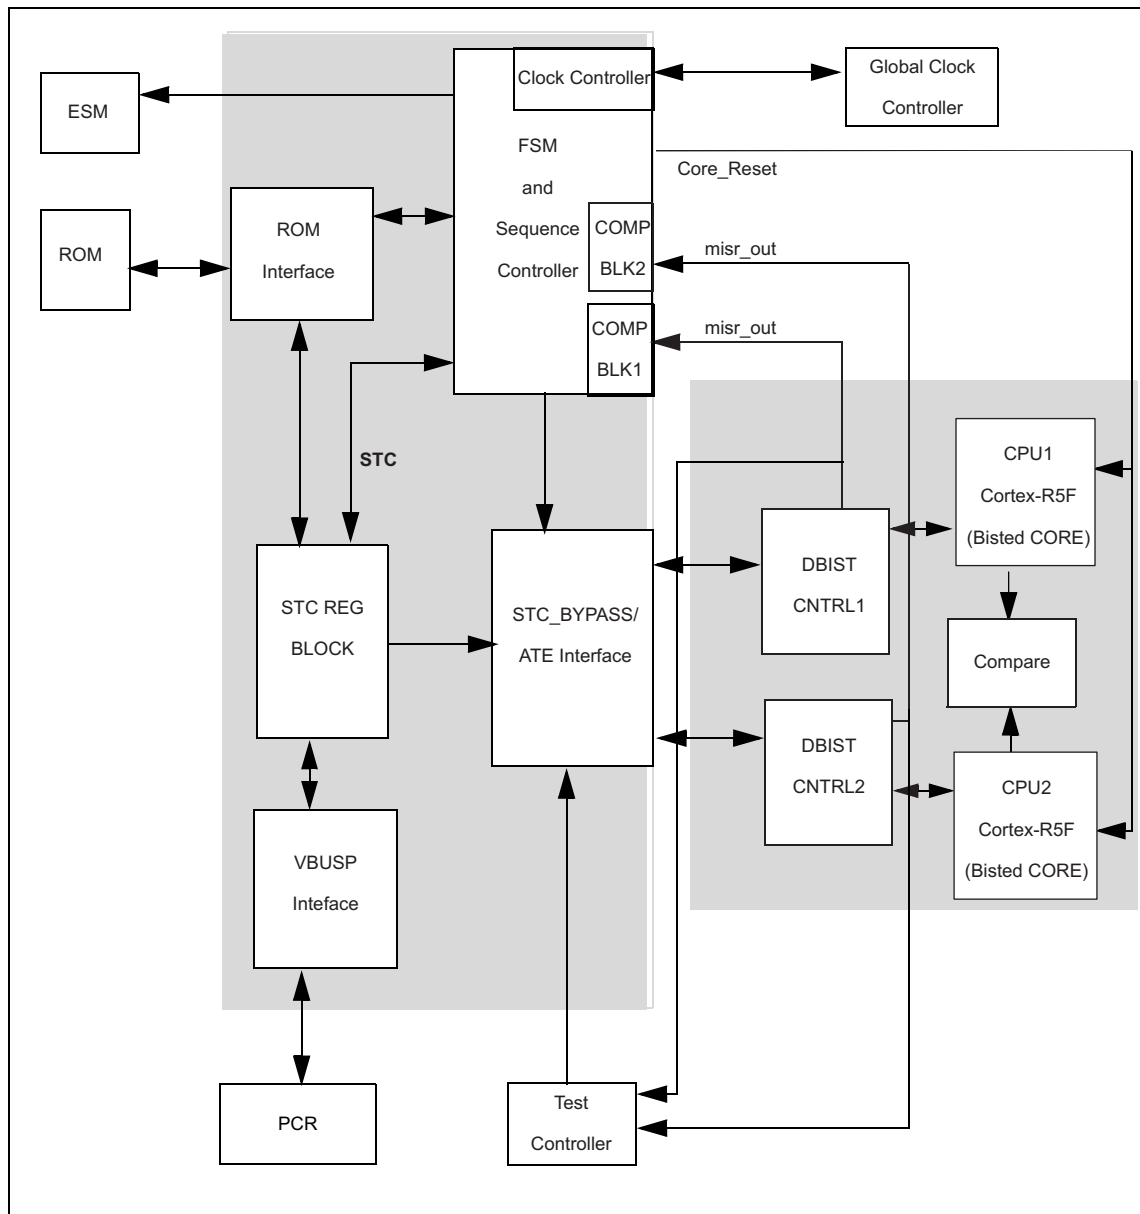 Clock Controller
Global Clock
Controller
ESM
FSM
and
Sequence
Controller
Core_Reset
ROM
Interface
ROM
COMP
BLK2
misr_out
COMP
BLK1
misr_out
STC
CPU1
Cortex-R5F
(Bisted CORE)
STC REG
BLOCK
STC_BYPASS/
ATE Interface
DBIST
CNTRL1
Compare
DBIST
CNTRL2
CPU2
Cortex-R5F
(Bisted CORE)
VBUSP
Inteface
PCR
Test
Controller